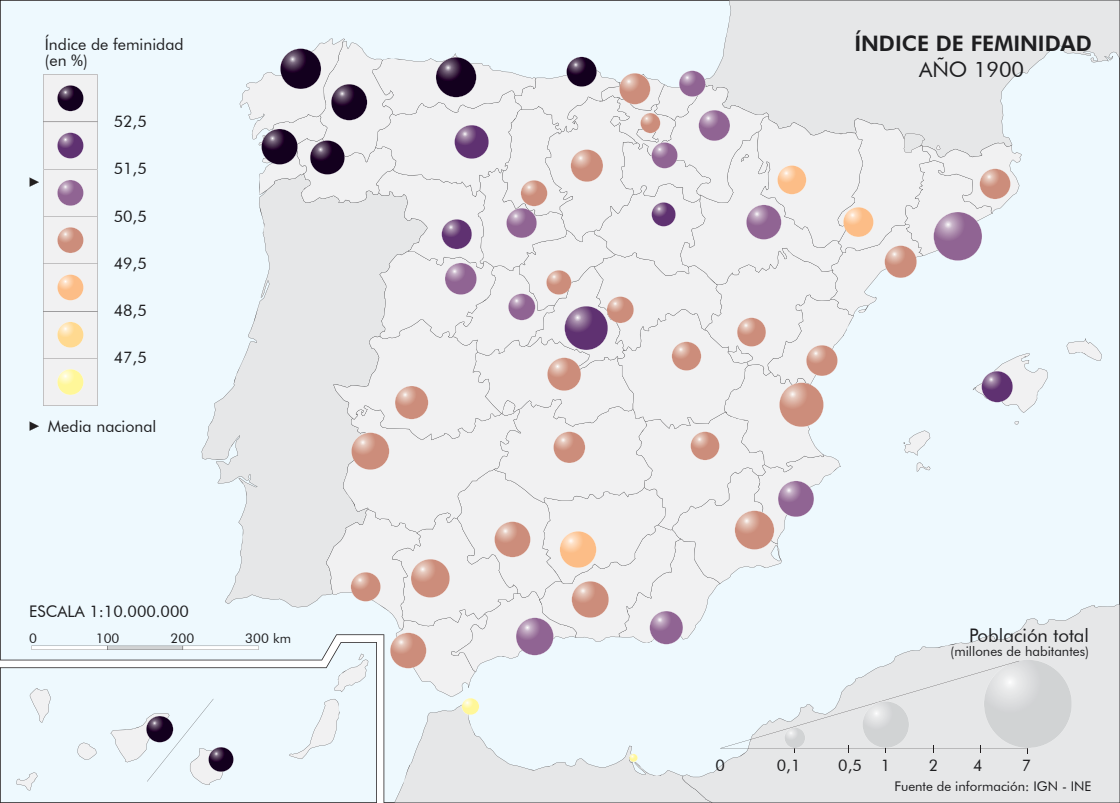 ÍNDICE DE FEMINIDAD
AÑO 1900
Índice de feminidad
(en %)
52,5
51,5
50,5
49,5
48,5
47,5
Media nacional
ESCALA 1:10.000.000
0 100 200 300 km
Población total
(millones de habitantes)
0 0,1 0,5 1 2 4 7
Fuente de información: IGN - INE